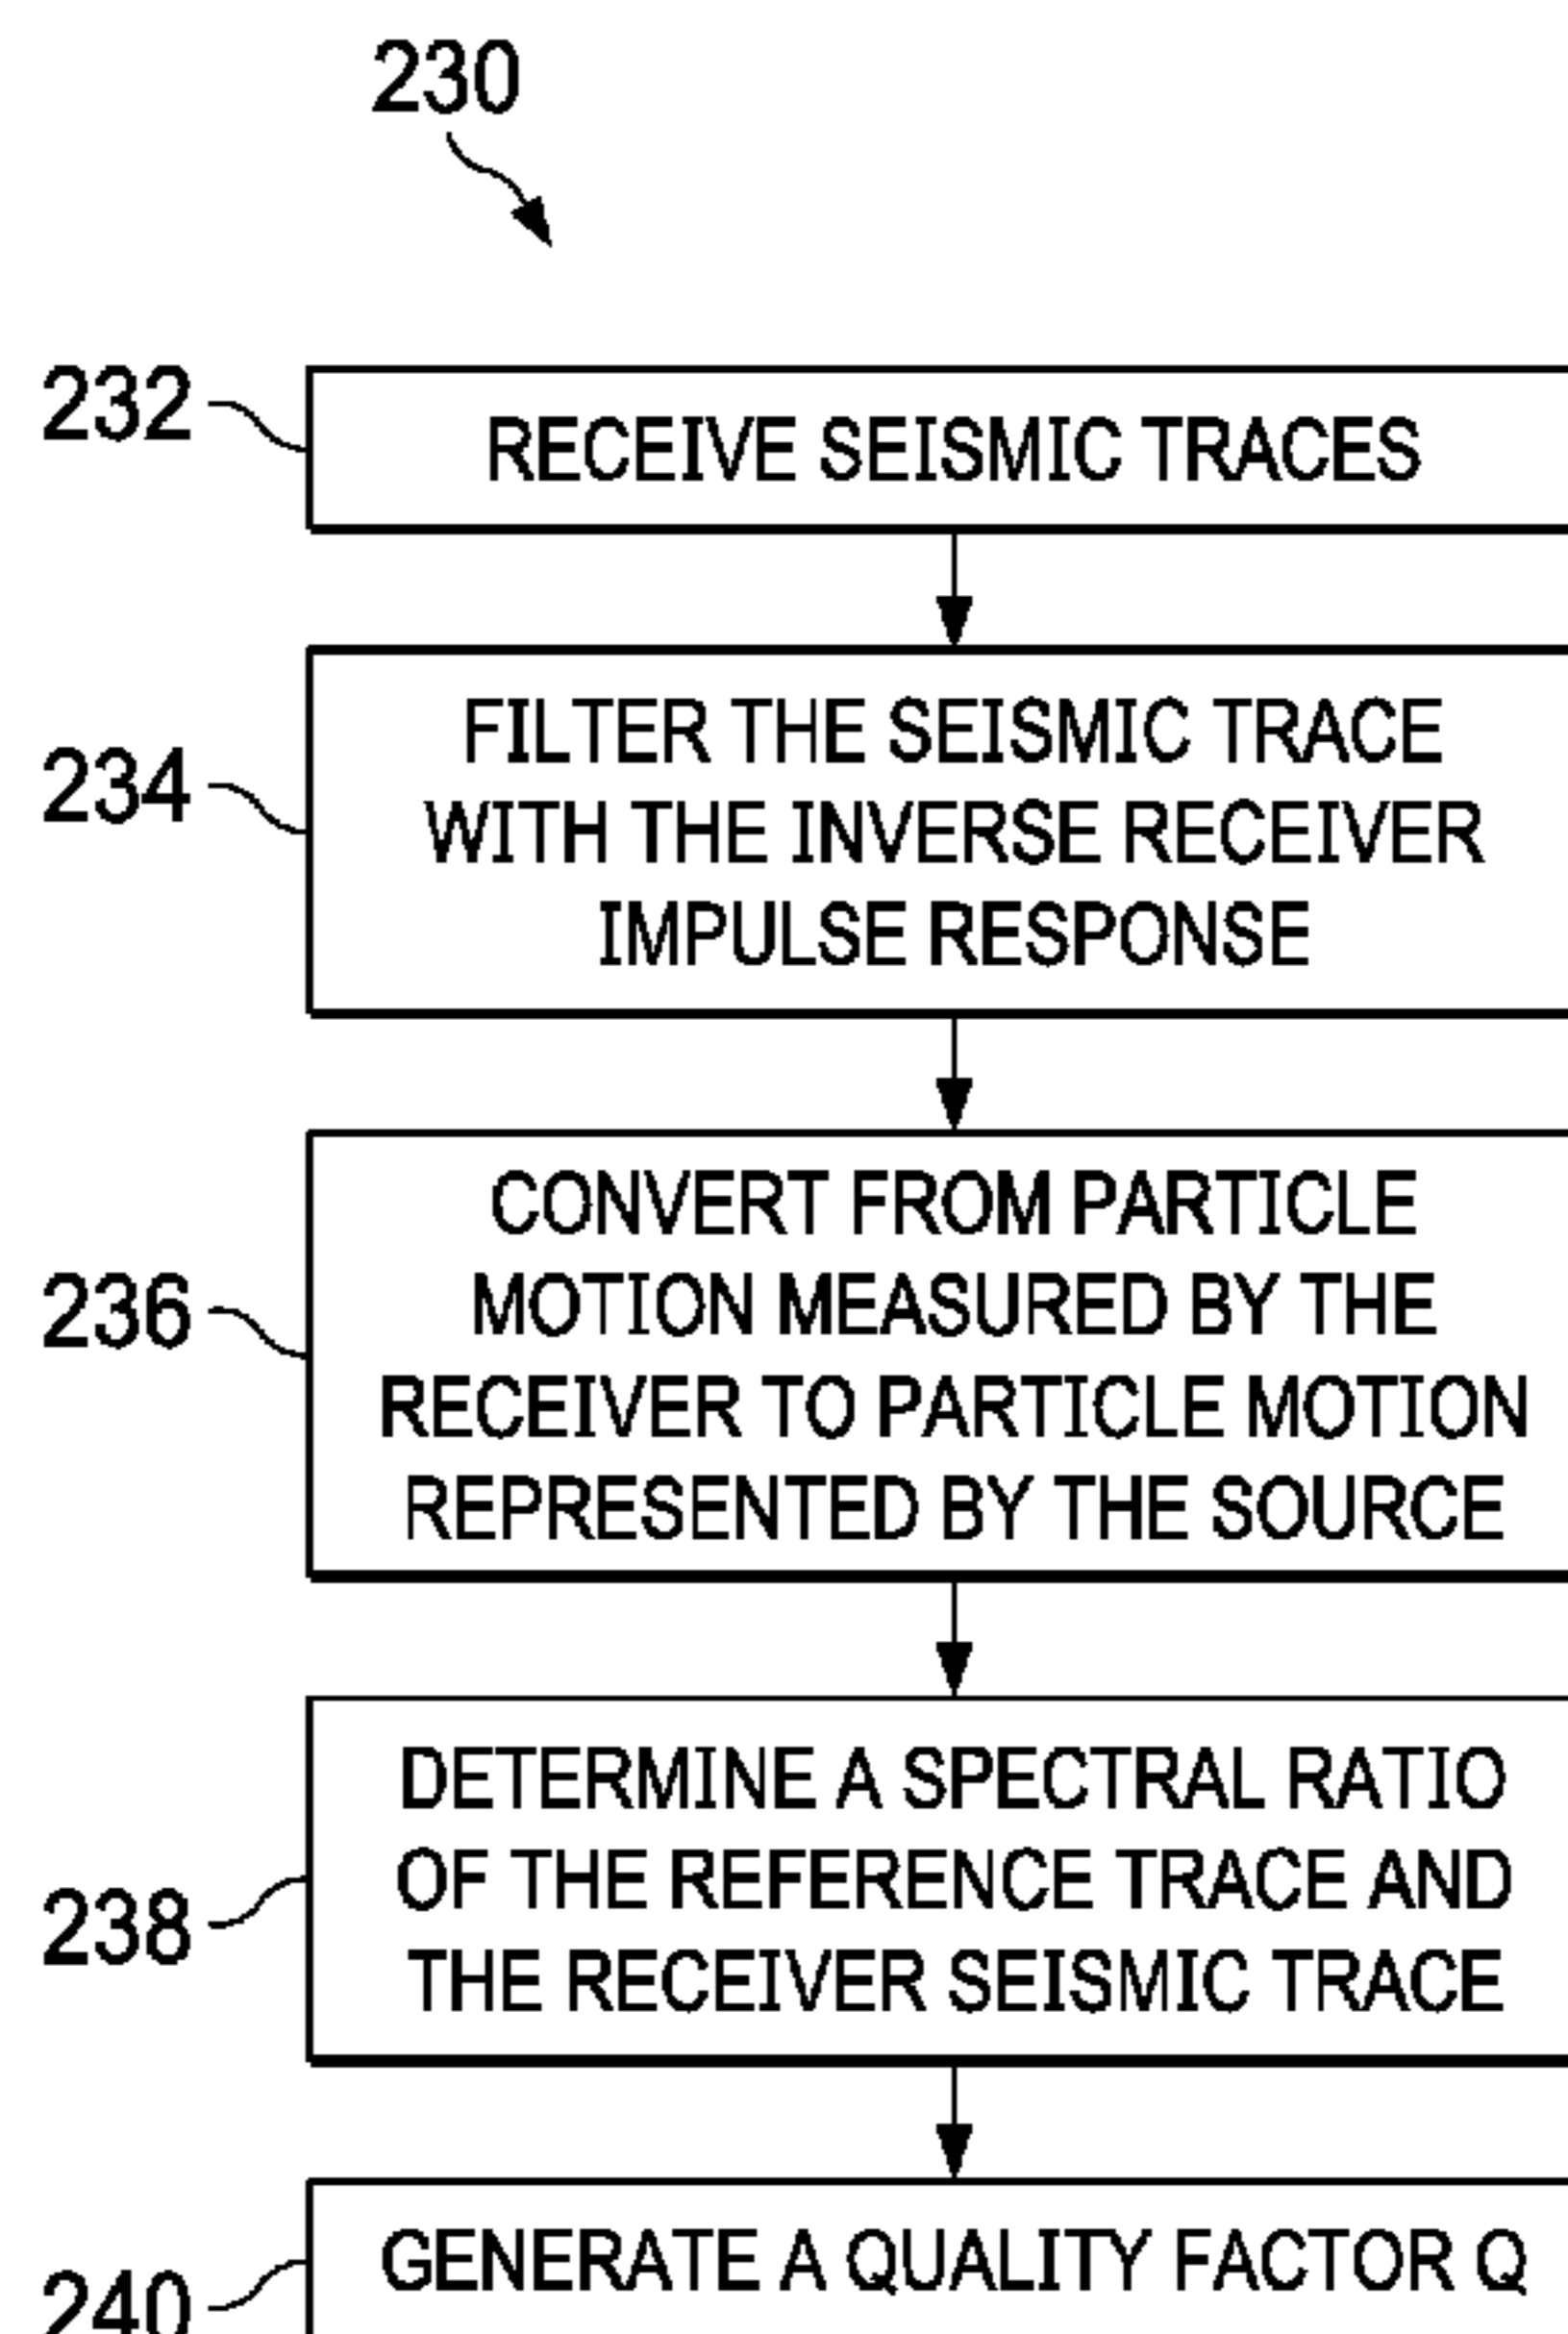 230
232
RECEIVE SEISMIC TRACES
234
FILTER THE SEISMIC TRACE
WITH THE INVERSE RECEIVER
IMPULSE RESPONSE
236
CONVERT FROM PARTICLE
MOTION MEASURED BY THE
RECEIVER TO PARTICLE MOTION
REPRESENTED BY THE SOURCE
238
DETERMINE A SPECTRAL RATIO
OF THE REFERENCE TRACE AND
THE RECEIVER SEISMIC TRACE
240
GENERATE A QUALITY FACTOR Q